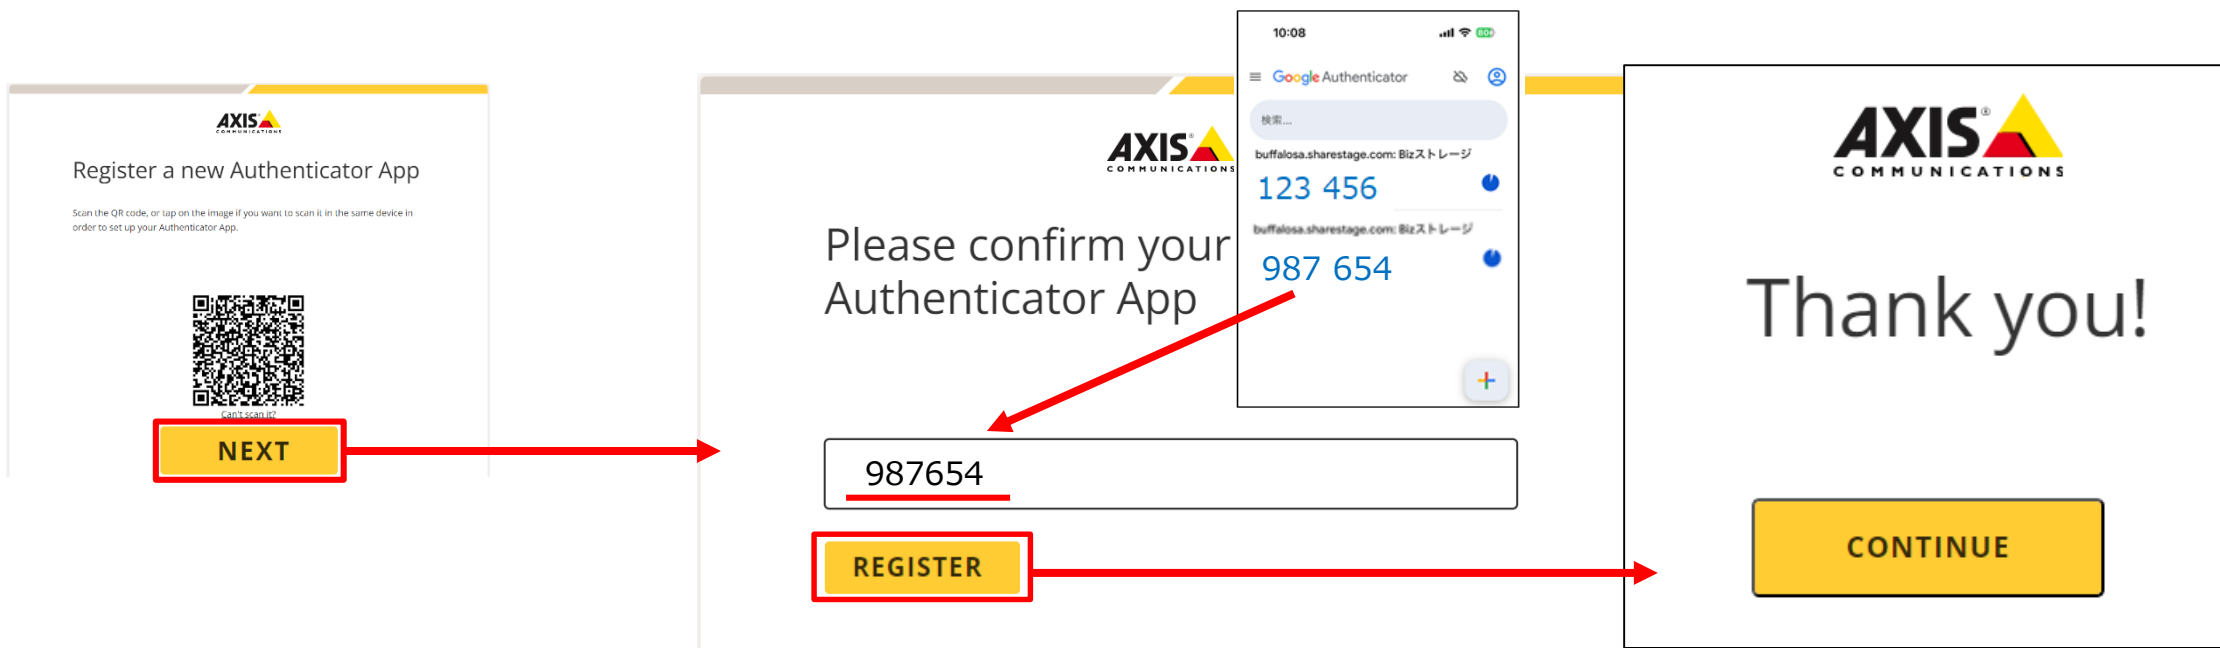 AXIS
COMMUNICATIONS
Register a new Authenticator App
Scan the QR code, or tap on the image if you want to scan it in the same device in
order to set up your Authenticator App.
Can't scan it?
NEXT
AXIS®
COMMUNICATIONS
Please confirm your
Authenticator App
987654
REGISTER
10:08
80
Google Authenticator
検索...
buffalosa.sharestage.com: Bizストレージ
123 456
buffalosa.sharestage.com: Bizストレージ
987 654
AXIS®
COMMUNICATIONS
Thank you!
CONTINUE